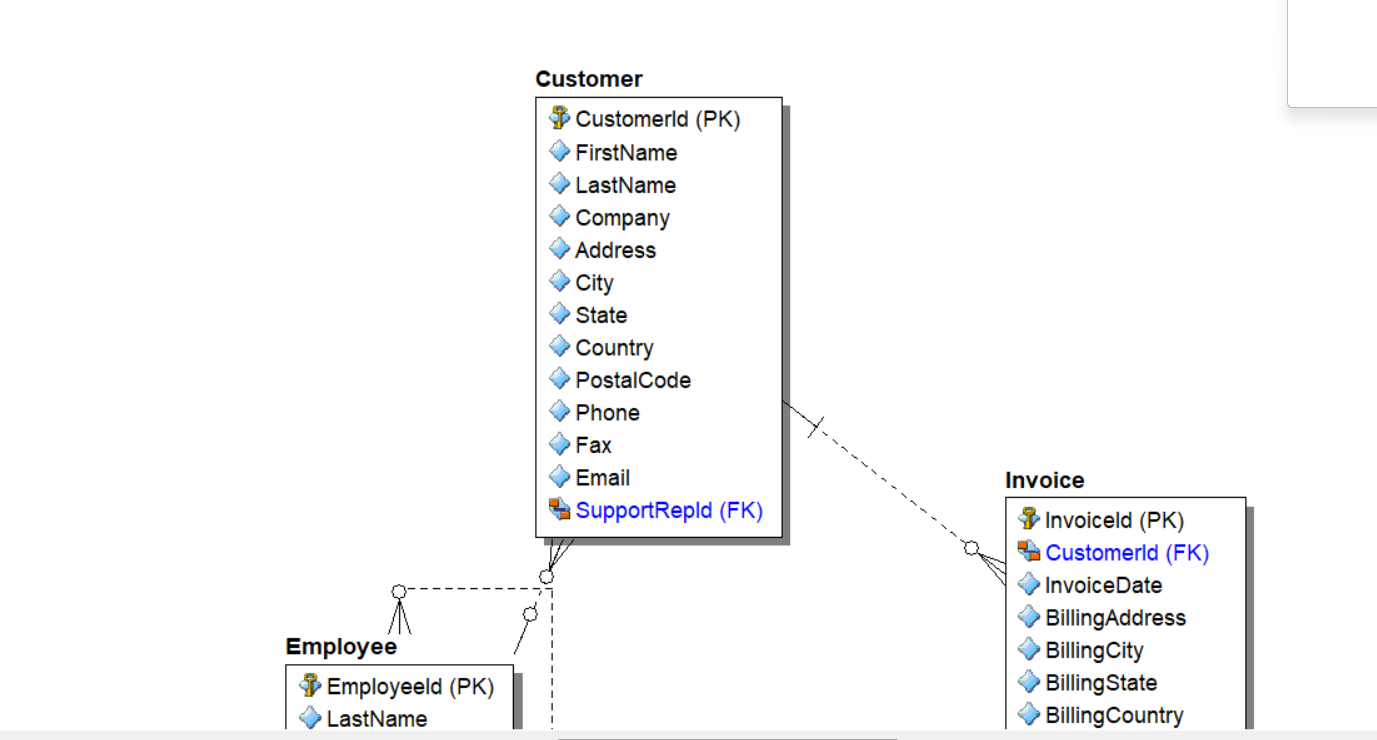 Customer
CustomerId (PK)
FirstName
LastName
Company
Address
City
State
Country
PostalCode
Phone
Fax
Email
SupportRepId (FK)
Employee
EmployeeId (PK)
LastName
Invoice
InvoiceId (PK)
CustomerId (FK)
InvoiceDate
BillingAddress
BillingCity
BillingState
BillingCountry